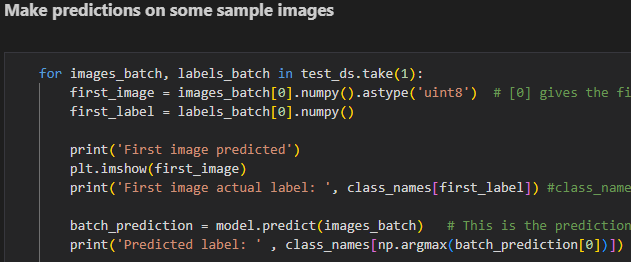 Make predictions on some sample images
for images_batch, labels_batch in test_ds.take(1):
first_image = images_batch[0].numpy().astype('uint8')  # [0] gives the fi
first_label = labels_batch[0].numpy()
print('First image predicted')
plt.imshow(first_image)
print('First image actual label: ', class_names[first_label]) #class_name
batch_prediction = model.predict(images_batch)   # This is the prediction
print('Predicted label: ' , class_names[np.argmax(batch_prediction[0])])